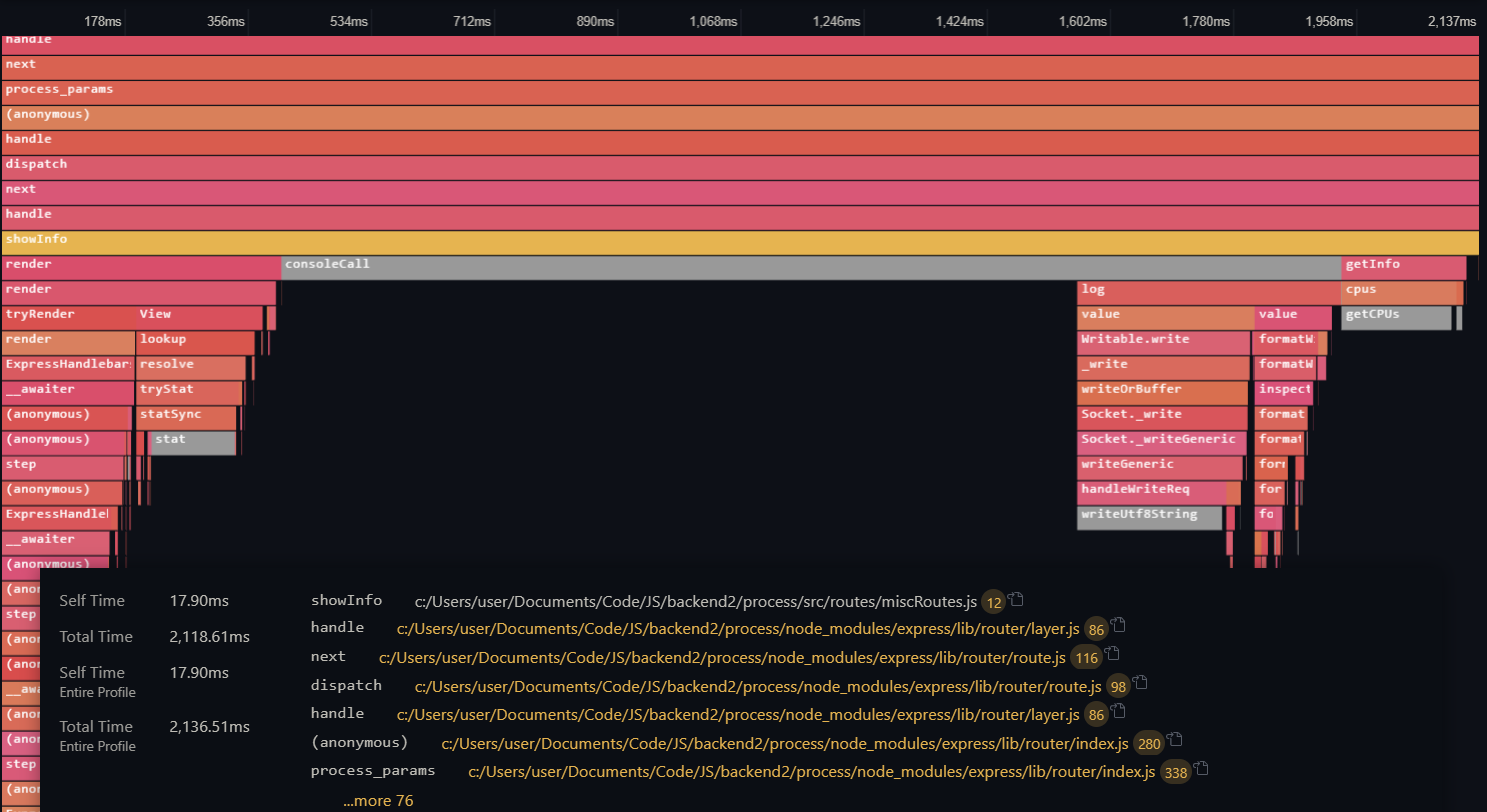 178ms 356ms 534ms 712ms 890ms 1,068ms 1,246ms 1,424ms 1,602ms 1,780ms 1,958ms 2,137ms
handle
next
process_params
(anonymous)
handle
dispatch
next
handle
showInfo
render consoleCall getInfo
render log cpus
tryRender View value value getCPUs
render lookup Writable.write formatW
ExpressHandlebar resolve _write formatW
__awaiter tryStat writeOrBuffer inspect
(anonymous) statSync Socket._write format
(anonymous) stat Socket._writeGeneric format
step writeGeneric for
(anonymous) handleWriteReq for
ExpressHandle writeUtf8String fo
__awaiter
(anonymous)
(anon
step
(anon
(anon
__awa
(anon
(anon
step
(anon
Self Time 17.90ms
Total Time 2,118.61ms
Self Time 17.90ms
Entire Profile
Total Time 2,136.51ms
Entire Profile
showInfo c:/Users/user/Documents/Code/JS/backend2/process/src/routes/miscRoutes.js 12
handle c:/Users/user/Documents/Code/JS/backend2/process/node_modules/express/lib/router/layer.js 86
next c:/Users/user/Documents/Code/JS/backend2/process/node_modules/express/lib/router/route.js 116
dispatch c:/Users/user/Documents/Code/JS/backend2/process/node_modules/express/lib/router/route.js 98
handle c:/Users/user/Documents/Code/JS/backend2/process/node_modules/express/lib/router/layer.js 86
(anonymous) c:/Users/user/Documents/Code/JS/backend2/process/node_modules/express/lib/router/index.js 280
process_params c:/Users/user/Documents/Code/JS/backend2/process/node_modules/express/lib/router/index.js 338
...more 76